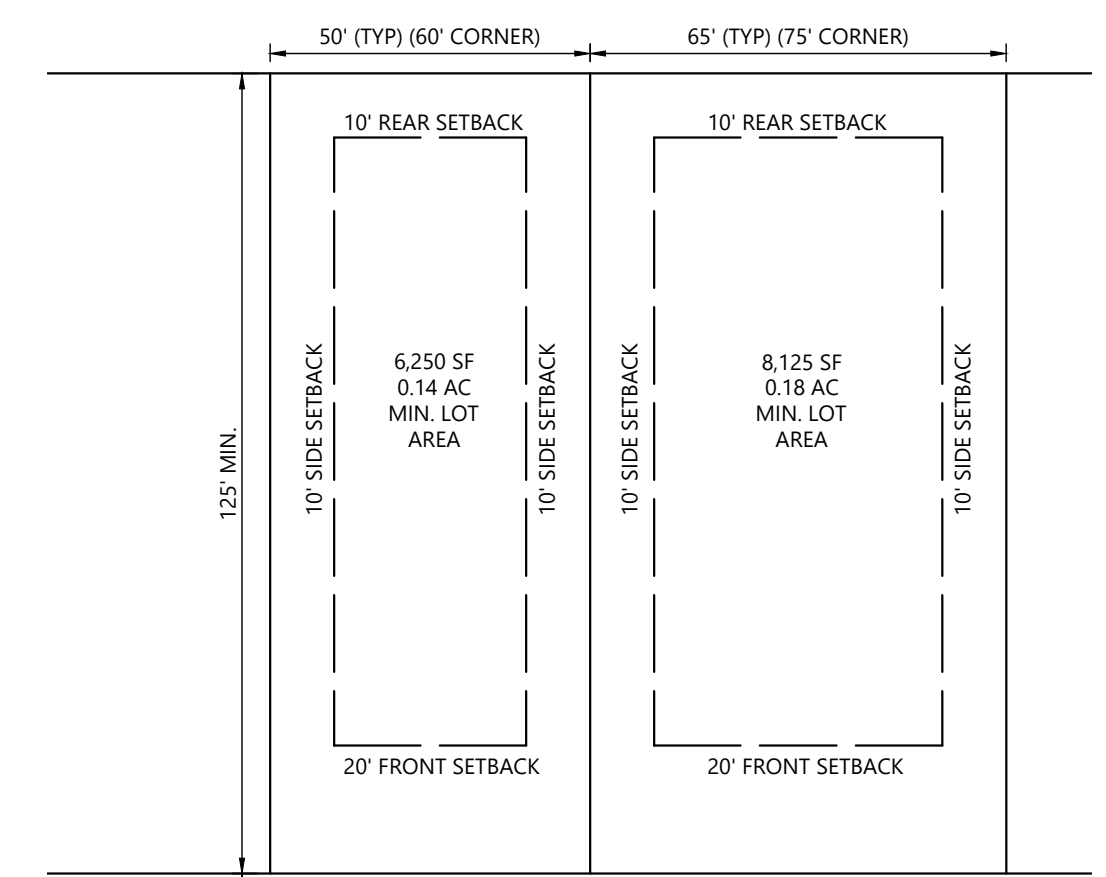 50' (TYP) (60' CORNER)
65' (TYP) (75' CORNER)
10' REAR SETBACK
10' REAR SETBACK
125' MIN.
10' SIDE SETBACK
6,250 SF
0.14 AC
MIN. LOT
AREA
10' SIDE SETBACK
10' SIDE SETBACK
8,125 SF
0.18 AC
MIN. LOT
AREA
10' SIDE SETBACK
20' FRONT SETBACK
20' FRONT SETBACK